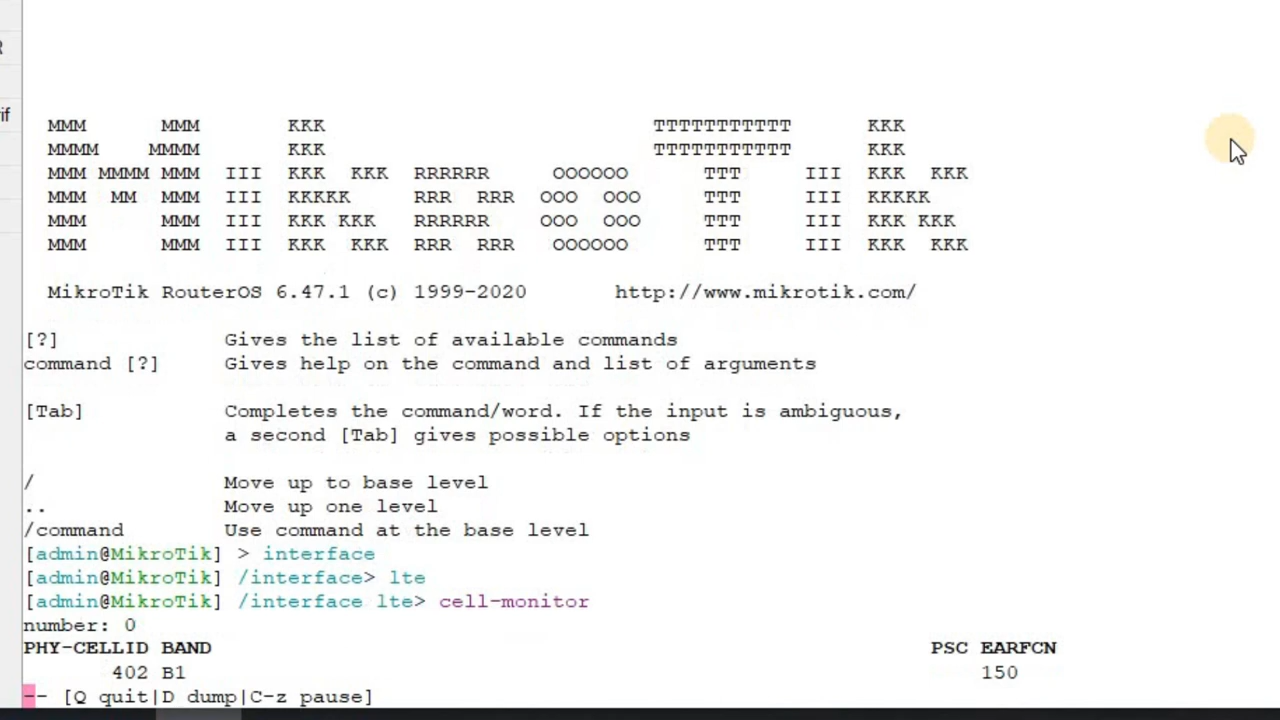 R
if
MMM      MMM       KKK                          TTTTTTTTTTT      KKK
MMMM    MMMM       KKK                          TTTTTTTTTTT      KKK
MMM MMMM MMM  III  KKK  KKK  RRRRRR     OOOOOO      TTT     III  KKK  KKK
MMM  MM  MMM  III  KKKKK     RRR  RRR  OOO  OOO     TTT     III  KKKKK
MMM      MMM  III  KKK KKK   RRRRRR    OOO  OOO     TTT     III  KKK KKK
MMM      MMM  III  KKK  KKK  RRR  RRR   OOOOOO      TTT     III  KKK  KKK
MikroTik RouterOS 6.47.1 (c) 1999-2020       http://www.mikrotik.com/
[?]             Gives the list of available commands
command [?]     Gives help on the command and list of arguments
[Tab]           Completes the command/word. If the input is ambiguous,
a second [Tab] gives possible options
/               Move up to base level
..              Move up one level
/command        Use command at the base level
[admin@MikroTik] > interface
[admin@MikroTik] /interface> lte
[admin@MikroTik] /interface lte> cell-monitor
number: 0
PHY-CELLID BAND                                                         PSC EARFCN
402 B1                                                               150
-- [Q quit|D dump|C-z pause]